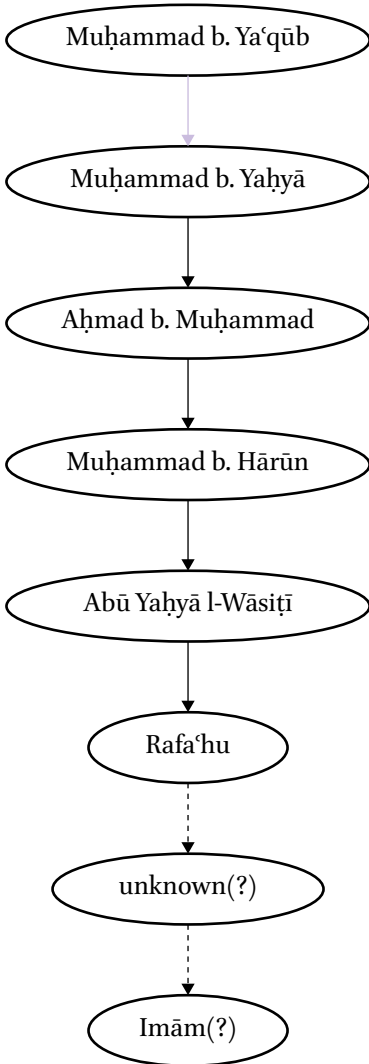 Muḥammad b. Yaʿqūb
Muḥammad b. Yaḥyā
Aḥmad b. Muḥammad
Muḥammad b. Hārūn
Abū Yaḥyā l-Wāsiṭī
Rafaʿhu
unknown(?)
Imām(?)